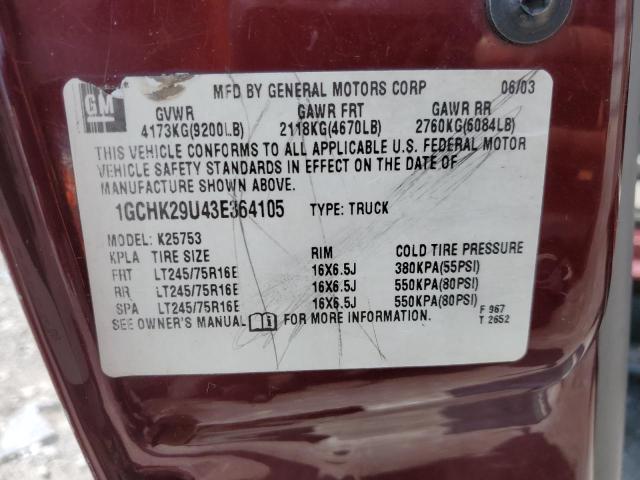 GM
MFD BY GENERAL MOTORS CORP 06/03
GVWR GAWR FRT GAWR RR
4173KG(9200LB) 2118KG(4670LB) 2760KG(6084LB)
THIS VEHICLE CONFORMS TO ALL APPLICABLE U.S. FEDERAL MOTOR
VEHICLE SAFETY STANDARDS IN EFFECT ON THE DATE OF
MANUFACTURE SHOWN ABOVE.
1GCHK29U43E364105 TYPE: TRUCK
MODEL: K25753
KPLA TIRE SIZE RIM COLD TIRE PRESSURE
FRT LT245/75R16E 16X6.5J 380KPA(55PSI)
RR LT245/75R16E 16X6.5J 550KPA(80PSI)
SPA LT245/75R16E 16X6.5J 550KPA(80PSI)
SEE OWNER'S MANUAL FOR MORE INFORMATION.
F 967
T 2652